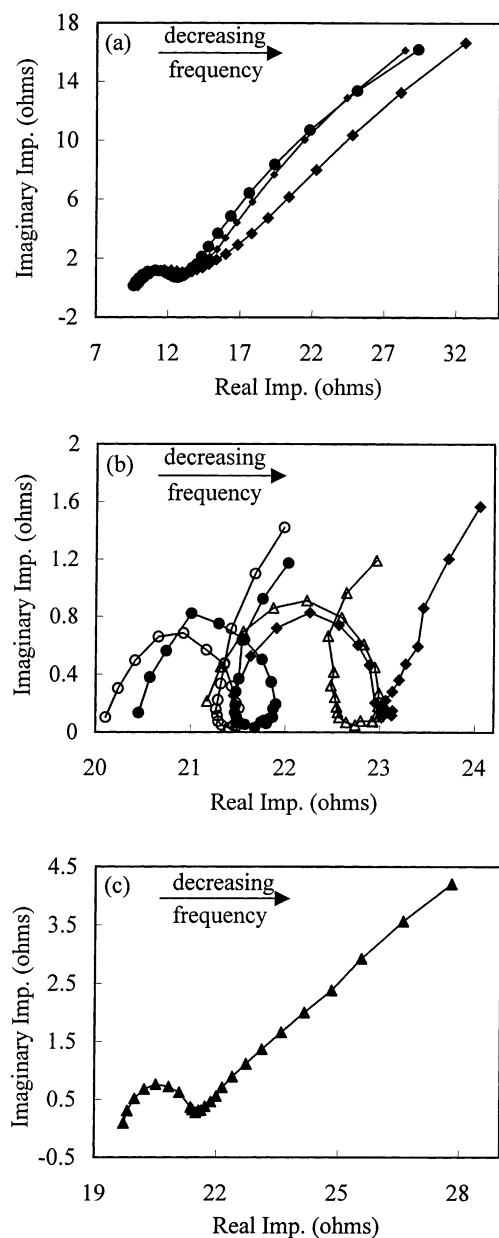 (a)
decreasing
frequency
Imaginary Imp. (ohms)
18
14
10
6
2
-2
7
12
17
22
27
32
Real Imp. (ohms)
(b)
decreasing
frequency
Imaginary Imp. (ohms)
2
1.6
1.2
0.8
0.4
0
20
21
22
23
24
Real Imp. (ohms)
(c)
decreasing
frequency
Imaginary Imp. (ohms)
4.5
3.5
2.5
1.5
0.5
-0.5
19
22
25
28
Real Imp. (ohms)